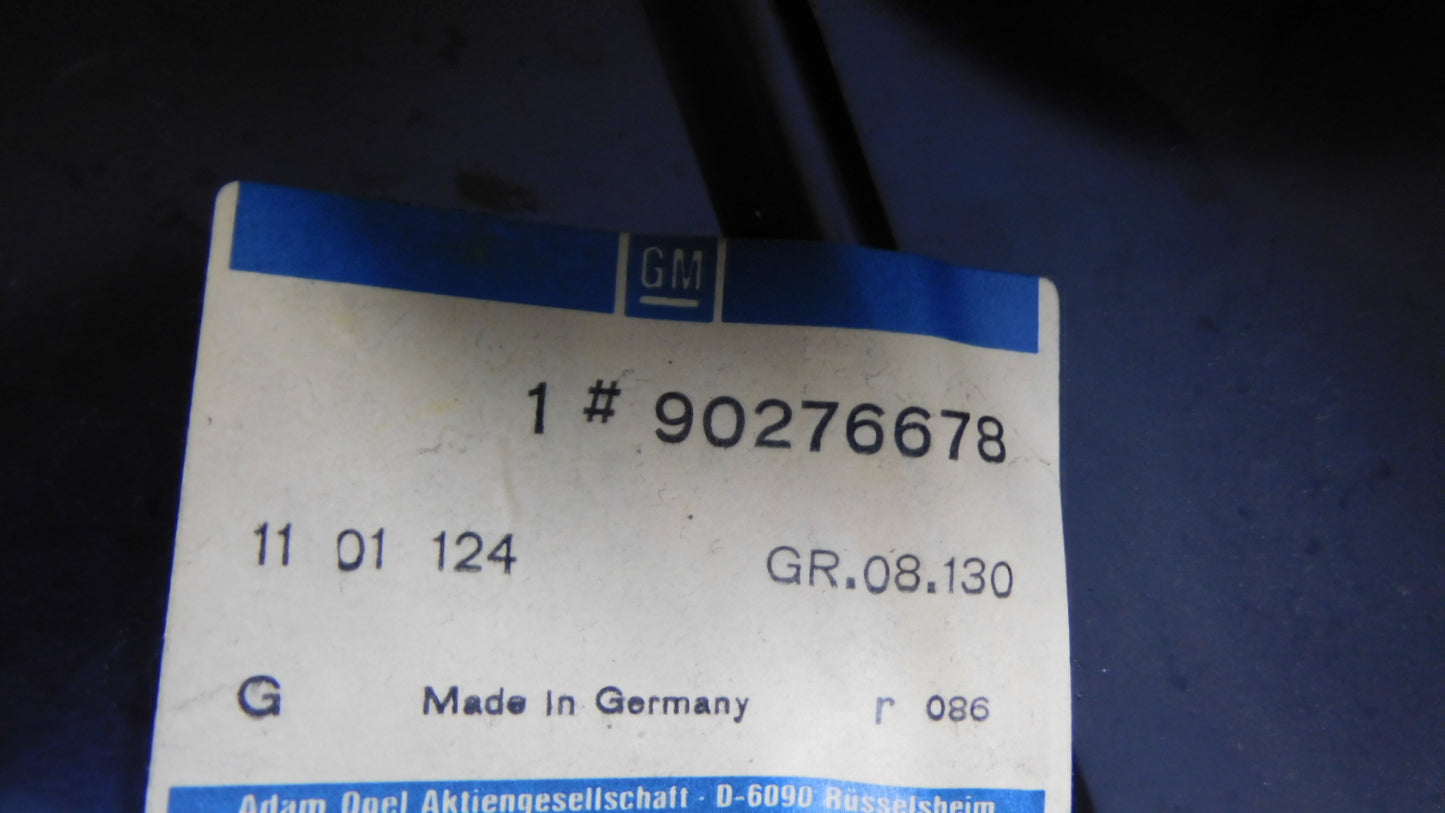 GM
1 # 90276678
11 01 124 GR.08.130
G Made In Germany r 086
Adam Opel Aktiengesellschaft · D-6090 Rüsselsheim